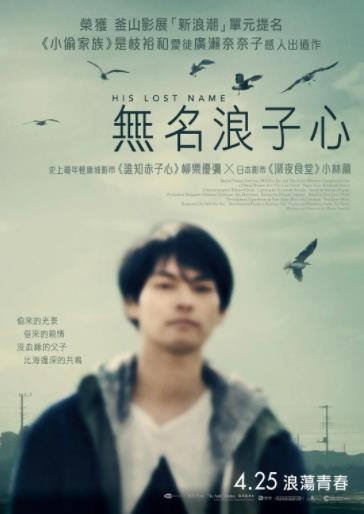 榮獲 釜山影展「新浪潮」單元提名
《小偷家族》是枝裕和愛徒廣瀨奈奈子感人出道作
HIS LOST NAME
無名浪子心
史上最年輕康城影帝《誰知赤子心》柳樂優彌 × 日本影帝《深夜食堂》小林薰
偷來的光景
借來的親情
沒血緣的父子
比海還深的共鳴
4.25 浪蕩青春